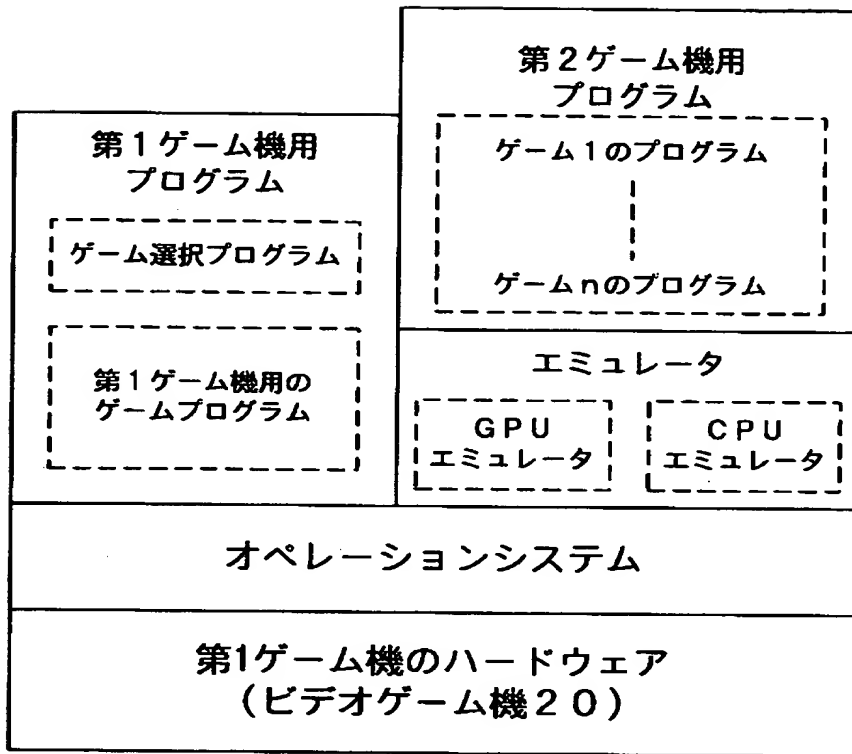 第２ゲーム機用
プログラム
ゲーム１のプログラム
ゲームｎのプログラム
第１ゲーム機用
プログラム
ゲーム選択プログラム
第１ゲーム機用の
ゲームプログラム
エミュレータ
ＧＰＵ
エミュレータ
ＣＰＵ
エミュレータ
オペレーションシステム
第1ゲーム機のハードウェア
（ビデオゲーム機２０）